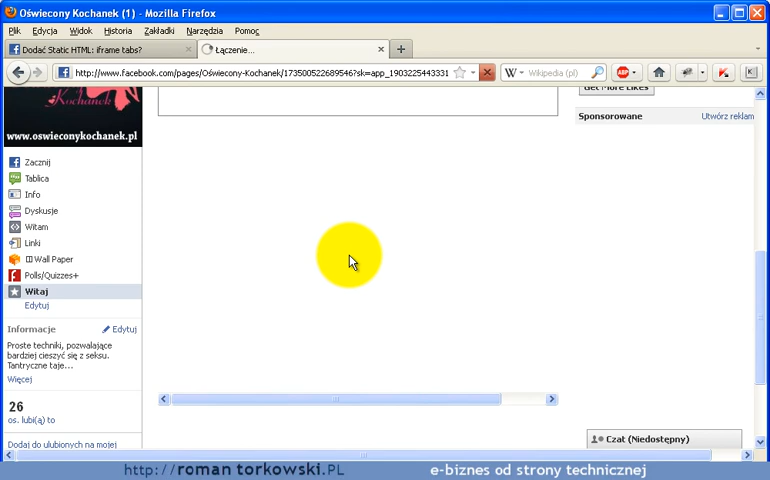 Oświecony Kochanek (1) - Mozilla Firefox
Plik Edycja Widok Historia Zakładki Narzędzia Pomoc
Dodać Static HTML: iframe tabs?
Łączenie...
http://www.facebook.com/pages/Oświecony-Kochanek/173500522689546?sk=app_1903225443331
W Wikipedia (pl)
ABP
Kochanek
www.oswieconykochanek.pl
Get More Likes
Sponsorowane
Utwórz reklam
Zacznij
Tablica
Info
Dyskusje
Witam
Linki
Wall Paper
Polls/Quizzes+
Witaj
Edytuj
Informacje Edytuj
Proste techniki, pozwalające
bardziej cieszyć się z seksu.
Tantryczne taje...
Więcej
26
os. lubi(ą) to
Dodaj do ulubionych na mojej
Czat (Niedostępny)
http://roman torkowski.PL e-biznes od strony technicznej